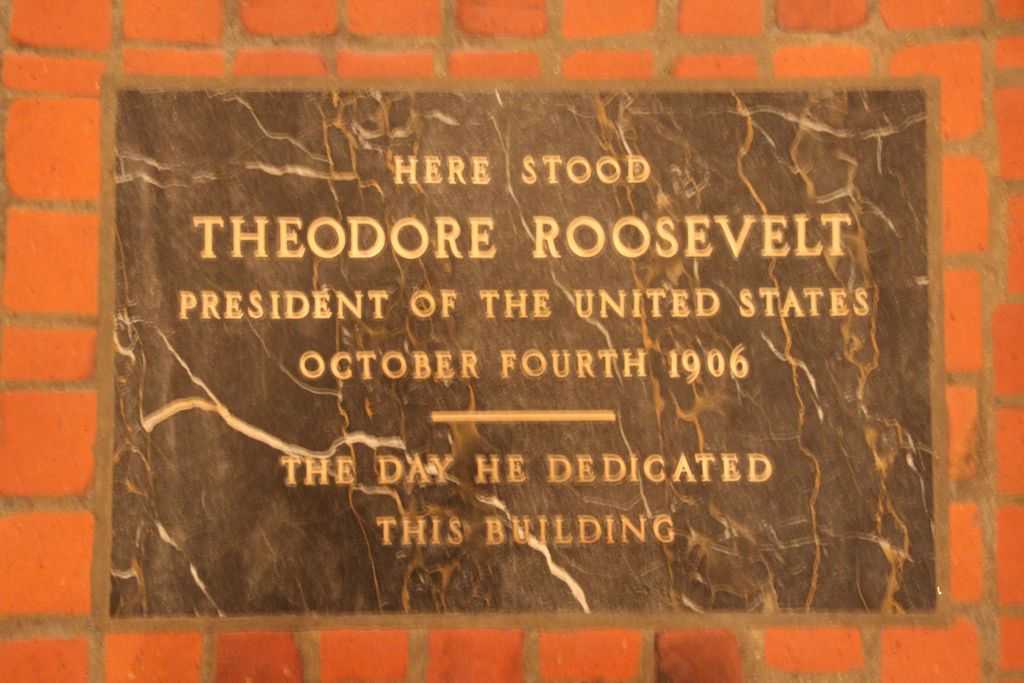 HERE STOOD
THEODORE ROOSEVELT
PRESIDENT OF THE UNITED STATES
OCTOBER FOURTH 1906
THE DAY HE DEDICATED
THIS BUILDING